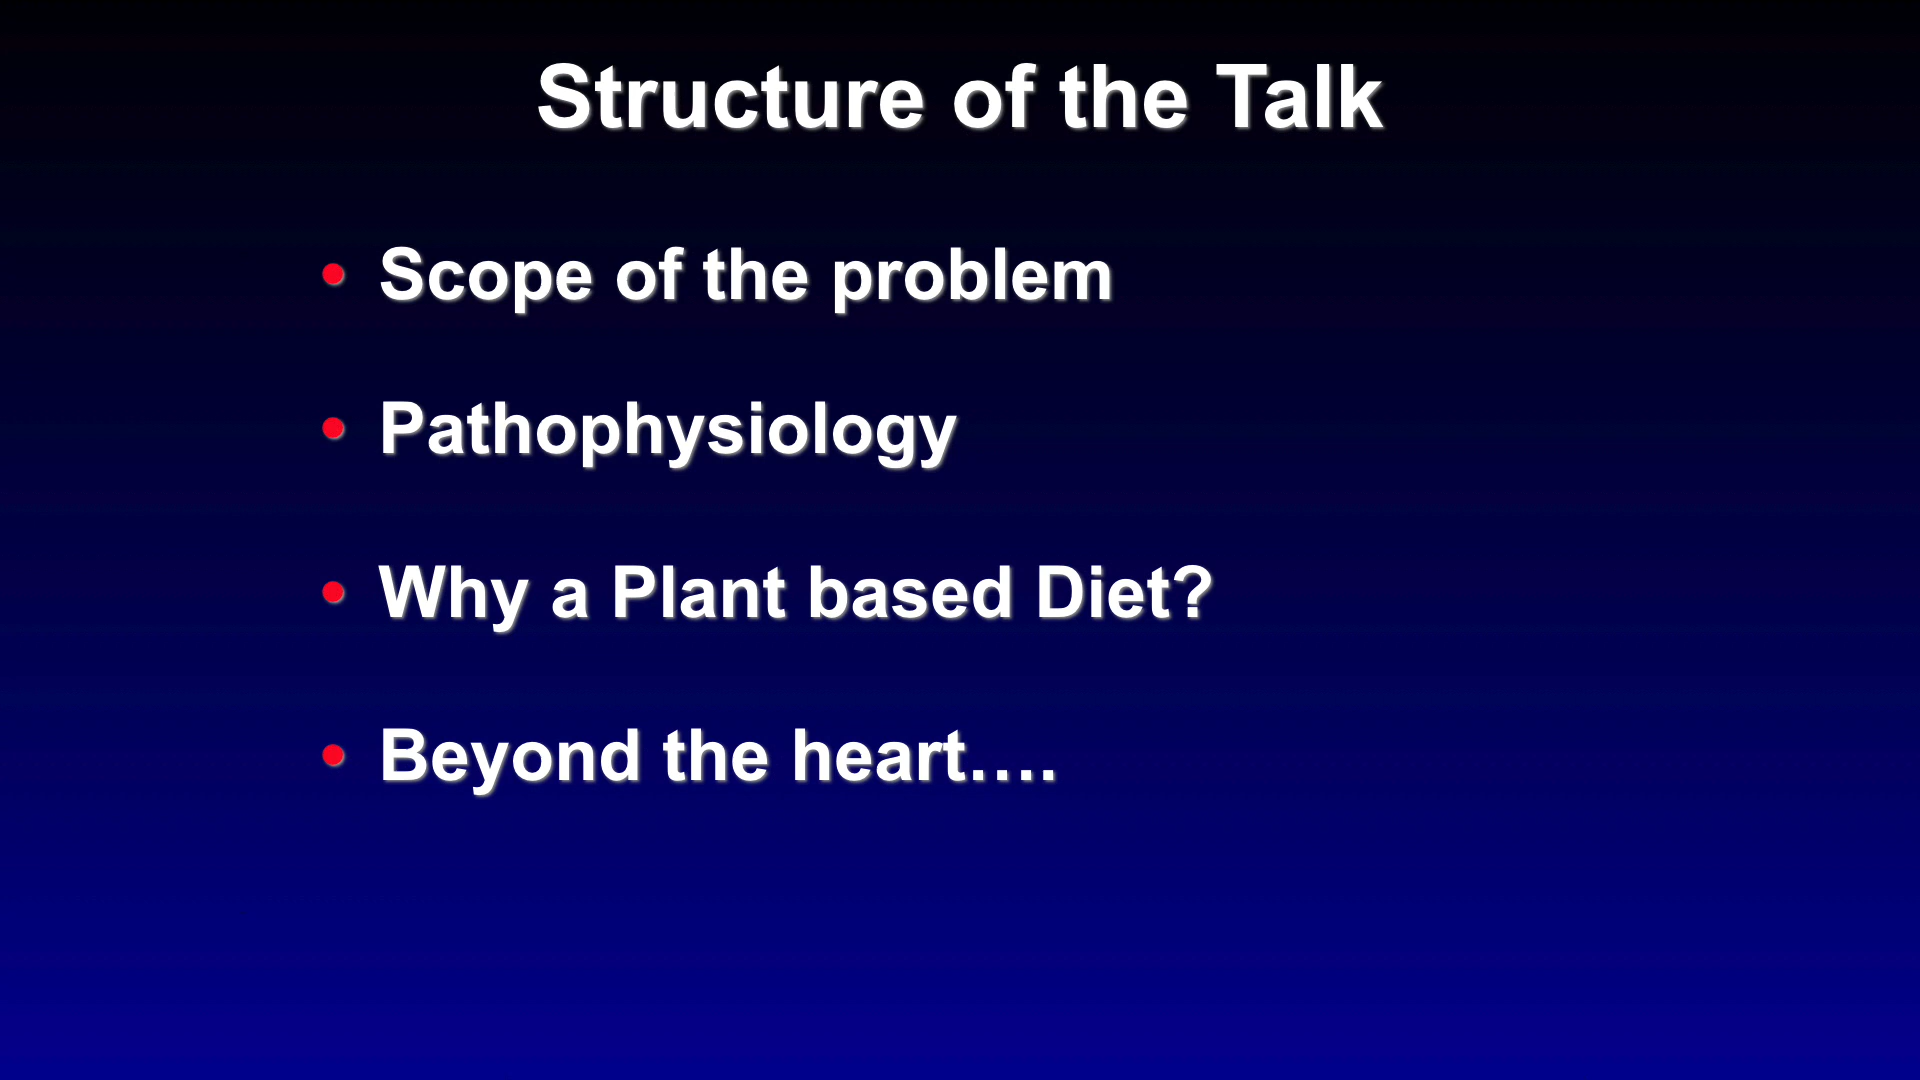 Structure of the Talk
• Scope of the problem
• Pathophysiology
• Why a Plant based Diet?
• Beyond the heart….